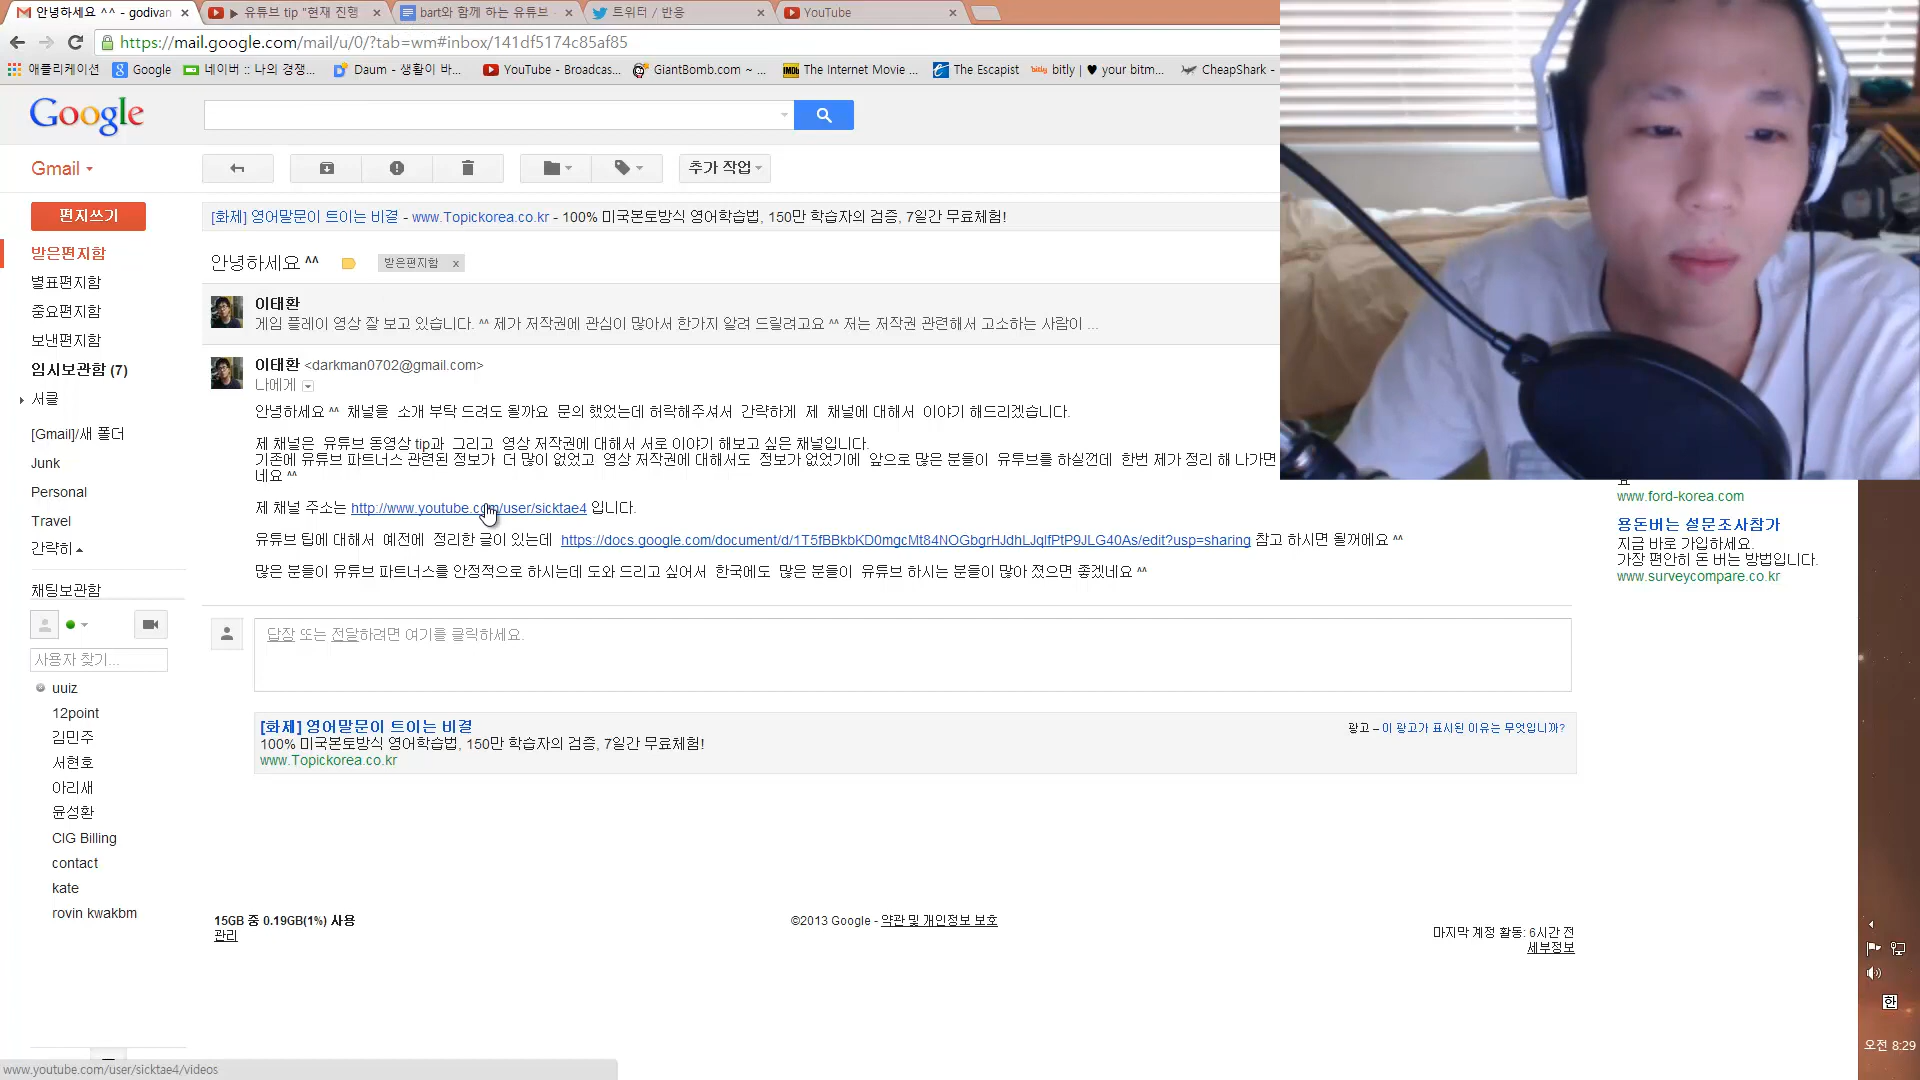 안녕하세요 ^^ - godivan
유튜브 tip "현재 진행
bart와 함께 하는 유튜브
트위터 / 반응
YouTube
https://mail.google.com/mail/u/0/?tab=wm#inbox/141df5174c85af85
애플리케이션
Google
네이버 :: 나의 경쟁...
Daum - 생활이 바...
YouTube - Broadcas...
GiantBomb.com ~ ...
The Internet Movie ...
The Escapist
bitly | ♥ your bitm...
CheapShark -
Google
Gmail
추가 작업
편지쓰기
[화제] 영어말문이 트이는 비결 - www.Topickorea.co.kr - 100% 미국본토방식 영어학습법, 150만 학습자의 검증, 7일간 무료체험!
받은편지함
별표편지함
중요편지함
보낸편지함
임시보관함 (7)
서클
[Gmail]/새 폴더
Junk
Personal
Travel
간략히
안녕하세요 ^^
받은편지함 x
이태환
게임 플레이 영상 잘 보고 있습니다. ^^ 제가 저작권에 관심이 많아서 한가지 알려 드릴려고요 ^^ 저는 저작권 관련해서 고소하는 사람이 ...
이태환 <darkman0702@gmail.com>
나에게
안녕하세요 ^^ 채널을 소개 부탁 드려도 될까요 문의 했었는데 허락해주셔서 간략하게 제 채널에 대해서 이야기 해드리겠습니다.
제 채널은 유튜브 동영상 tip과 그리고 영상 저작권에 대해서 서로 이야기 해보고 싶은 채널입니다.
기존에 유튜브 파트너스 관련된 정보가 더 많이 없었고 영상 저작권에 대해서도 정보가 없었기에 앞으로 많은 분들이 유투브를 하실껀데 한번 제가 정리 해 나가면
네요 ^^
제 채널 주소는 http://www.youtube.com/user/sicktae4 입니다.
유튜브 팁에 대해서 예전에 정리한 글이 있는데 https://docs.google.com/document/d/1T5fBBkbKD0mgcMt84NOGbgrHJdhLJqlfPtP9JLG40As/edit?usp=sharing 참고 하시면 될꺼에요 ^^
많은 분들이 유튜브 파트너스를 안정적으로 하시는데 도와 드리고 싶어서 한국에도 많은 분들이 유튜브 하시는 분들이 많아 졌으면 좋겠네요 ^^
답장 또는 전달하려면 여기를 클릭하세요.
[화제] 영어말문이 트이는 비결
100% 미국본토방식 영어학습법, 150만 학습자의 검증, 7일간 무료체험!
www.Topickorea.co.kr
광고 – 이 광고가 표시된 이유는 무엇입니까?
요
www.ford-korea.com
용돈버는 설문조사참가
지금 바로 가입하세요.
가장 편안히 돈 버는 방법입니다.
www.surveycompare.co.kr
채팅보관함
사용자 찾기...
uuiz
12point
김민주
서현호
아리새
윤성환
CIG Billing
contact
kate
rovin kwakbm
15GB 중 0.19GB(1%) 사용
관리
©2013 Google - 약관 및 개인정보 보호
마지막 계정 활동: 6시간 전
세부정보
한
오전 8:29
www.youtube.com/user/sicktae4/videos